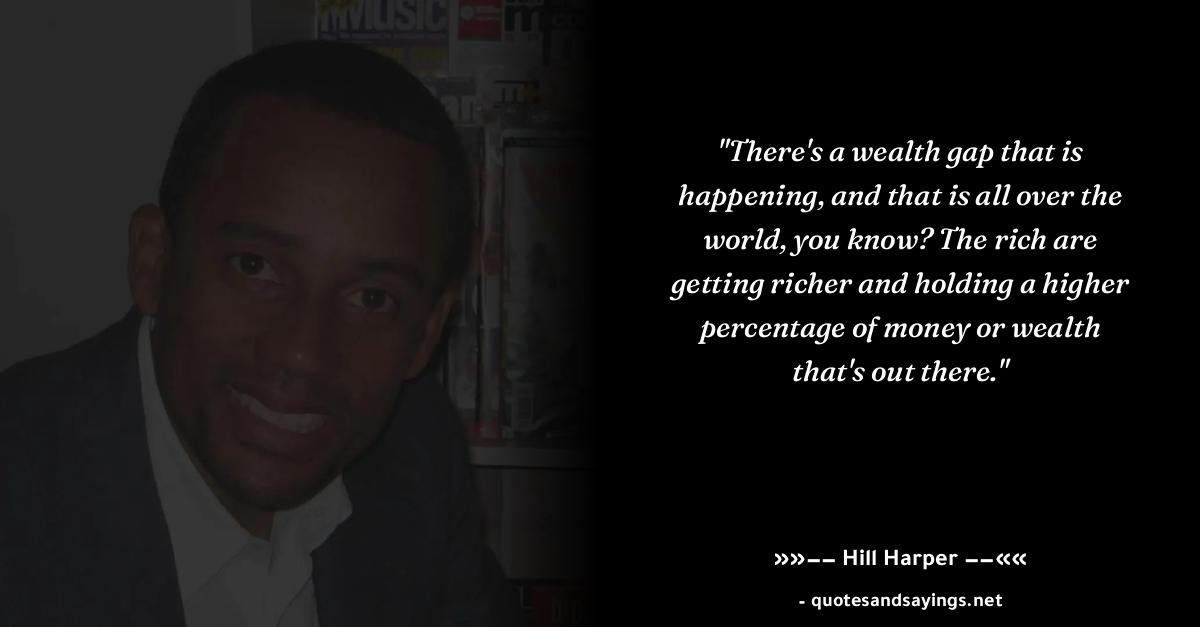 MUSIC
"There's a wealth gap that is
happening, and that is all over the
world, you know? The rich are
getting richer and holding a higher
percentage of money or wealth
that's out there."
»»–– Hill Harper ––««
- quotesandsayings.net